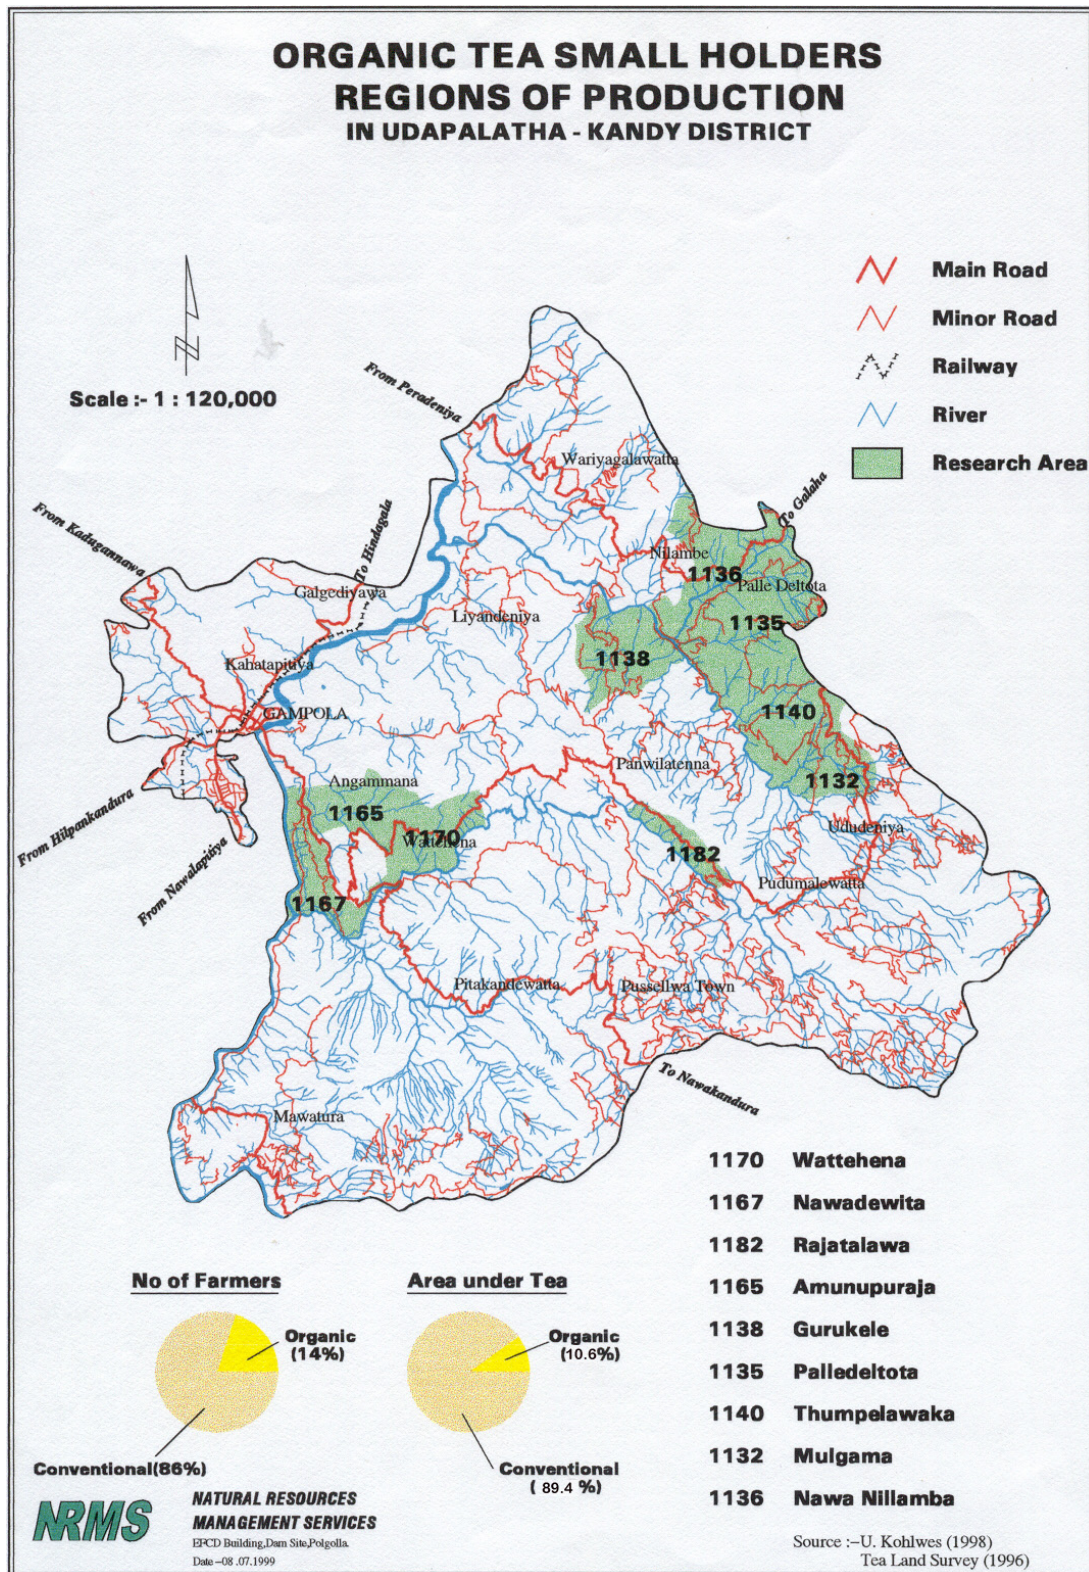 ORGANIC TEA SMALL HOLDERS
REGIONS OF PRODUCTION
IN UDAPALATHA - KANDY DISTRICT
Main Road
Minor Road
Railway
River
Research Area
Scale :- 1 : 120,000
From Peradeniya
Wariyagalawatta
From Kadugannawa
To Hindagala
To Galaha
Nilambe
1136
Palle Deltota
Galgediyawa
Liyandeniya
1135
1138
Kahatapitiya
GAMPOLA
1140
Panwilatenna
Angammana
1132
1165
From Hilpankandura
1170
Wattehena
Ududeniya
1182
From Nawalapitiya
Pudumalewatta
1167
Pitakandewatta
Pussellwa Town
To Nawakandura
Mawatura
1170 Wattehena
1167 Nawadewita
1182 Rajatalawa
1165 Amunupuraja
1138 Gurukele
1135 Palledeltota
1140 Thumpelawaka
1132 Mulgama
1136 Nawa Nillamba
No of Farmers
Organic
(14%)
Conventional(86%)
Area under Tea
Organic
(10.6%)
Conventional
( 89.4 %)
NRMS
NATURAL RESOURCES
MANAGEMENT SERVICES
EFCD Building,Dam Site,Polgolla.
Date –08 .07.1999
Source :–U. Kohlwes (1998)
Tea Land Survey (1996)